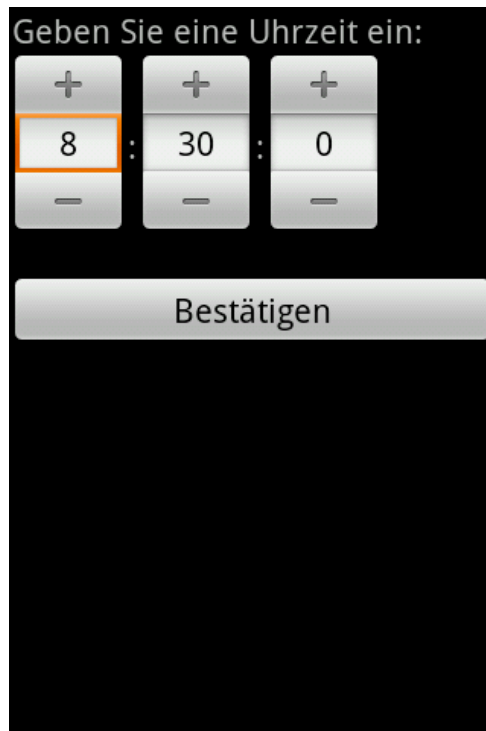 Geben Sie eine Uhrzeit ein:
+ + +
8 : 30 : 0
− − −
Bestätigen